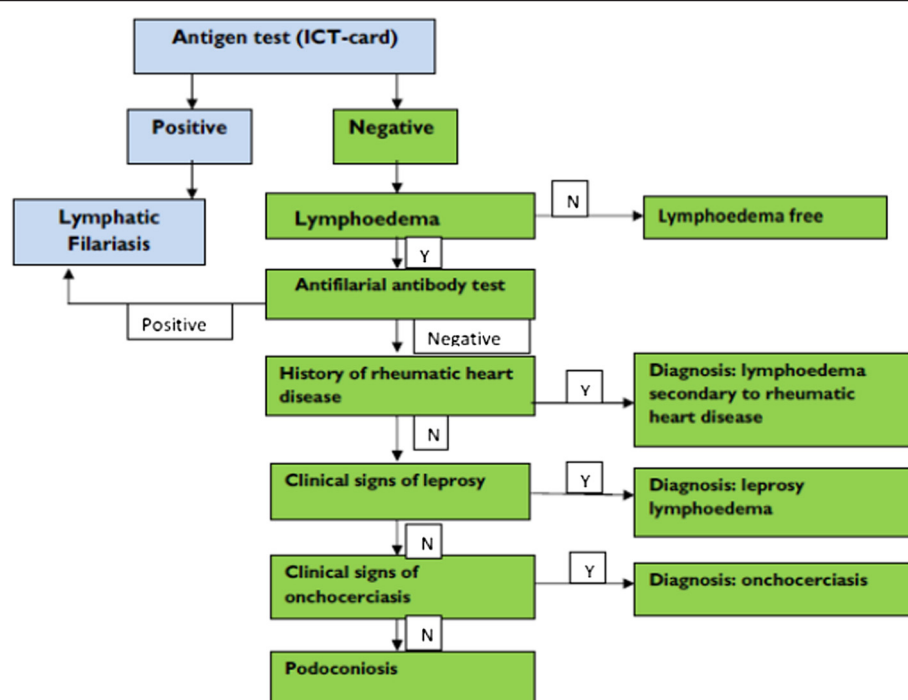 Antigen test (ICT-card)
Positive
Negative
Lymphatic
Filariasis
Lymphoedema
N
Lymphoedema free
Y
Antifilarial antibody test
Positive
Negative
History of rheumatic heart
disease
Y
Diagnosis: lymphoedema
secondary to rheumatic
heart disease
N
Clinical signs of leprosy
Y
Diagnosis: leprosy
lymphoedema
N
Clinical signs of
onchocerciasis
Y
Diagnosis: onchocerciasis
N
Podoconiosis